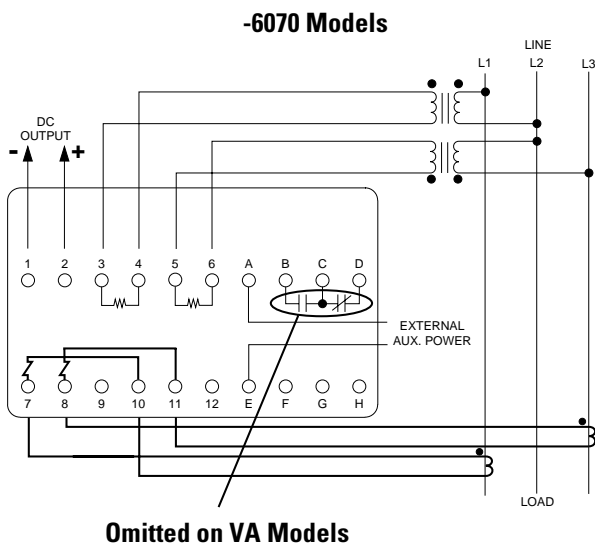 -6070 Models
LINE
L1 L2 L3
DC
OUTPUT
- +
1 2 3 4 5 6 A B C D
EXTERNAL
AUX. POWER
7 8 9 10 11 12 E F G H
LOAD
Omitted on VA Models